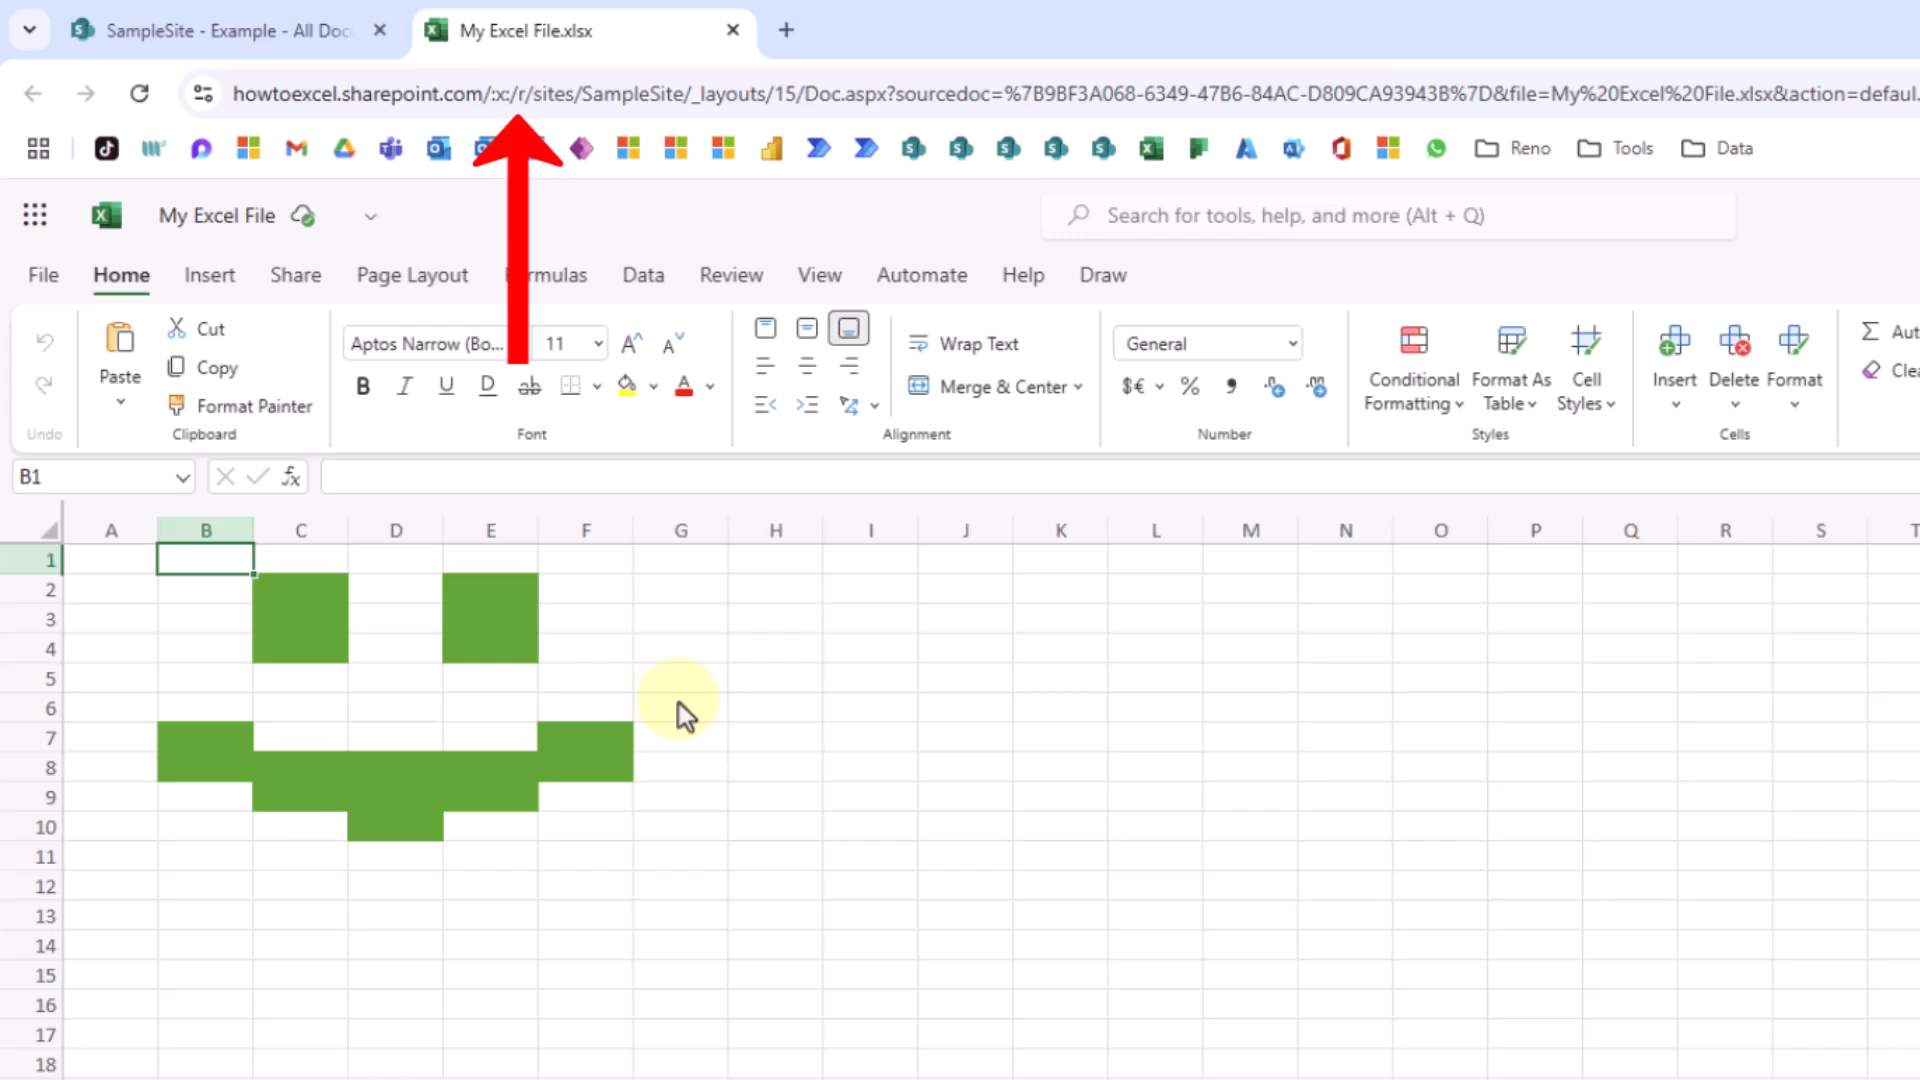 SampleSite - Example - All Doc
My Excel File.xlsx
howtoexcel.sharepoint.com/:x:/r/sites/SampleSite/_layouts/15/Doc.aspx?sourcedoc=%7B9BF3A068-6349-47B6-84AC-D809CA93943B%7D&file=My%20Excel%20File.xlsx&action=defaul.
Reno Tools Data
My Excel File
Search for tools, help, and more (Alt + Q)
File Home Insert Share Page Layout rmulas Data Review View Automate Help Draw
Paste
Cut
Copy
Format Painter
Aptos Narrow (Bo... 11
B I U D ab
Wrap Text
Merge & Center
General
$€ % 9
Conditional Formatting
Format As Table
Cell Styles
Insert Delete Format
Aut
Clea
Undo Clipboard Font Alignment Number Styles Cells
B1 fx
A B C D E F G H I J K L M N O P Q R S T
1
2
3
4
5
6
7
8
9
10
11
12
13
14
15
16
17
18